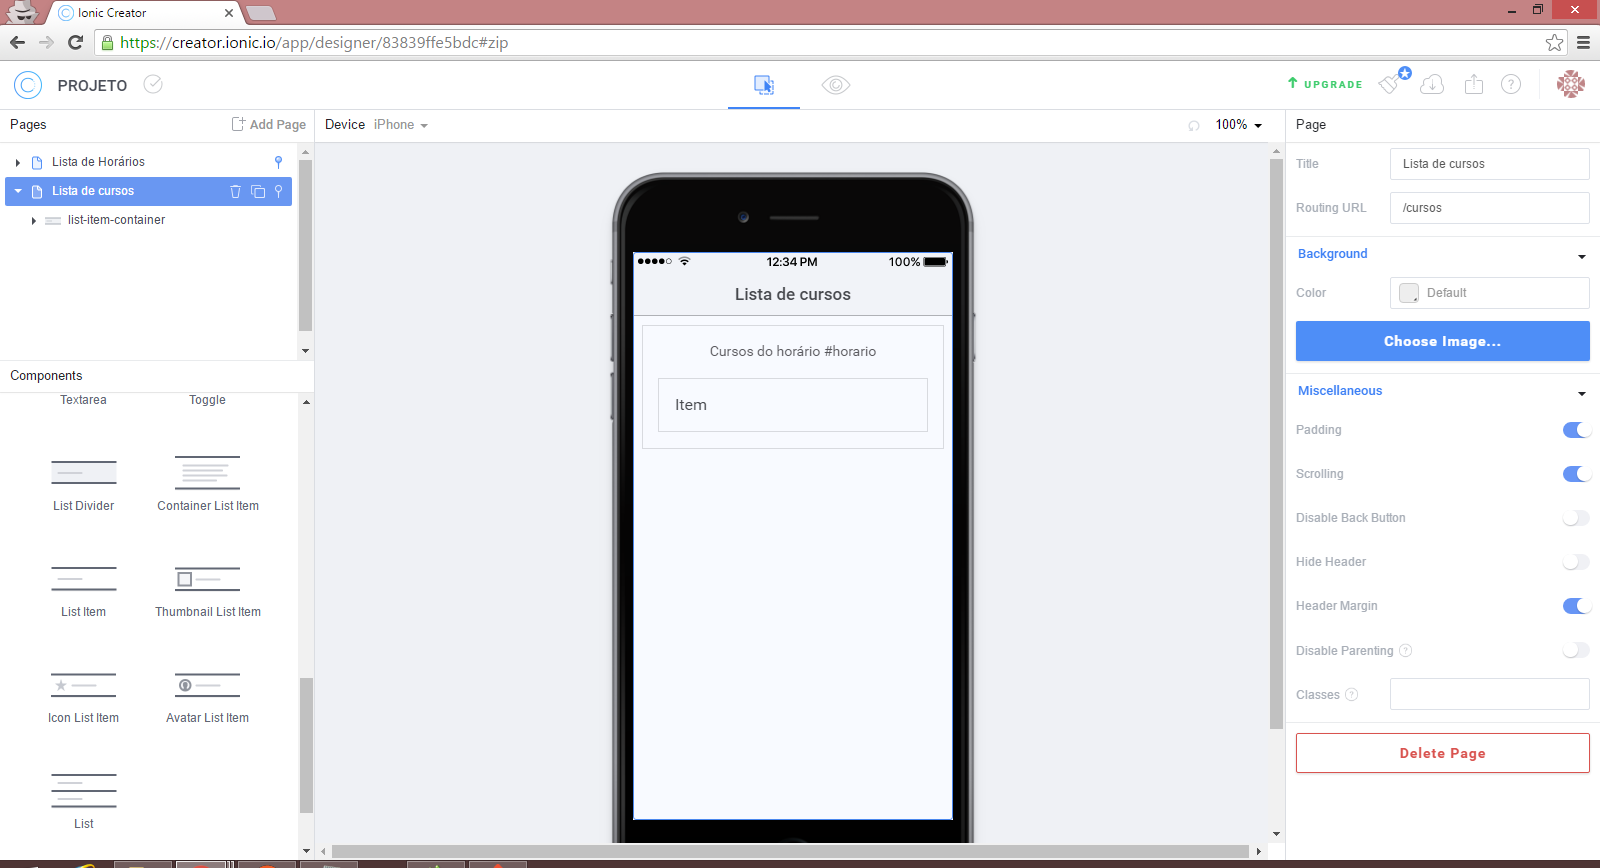 Ionic Creator
https://creator.ionic.io/app/designer/83839ffe5bdc#zip
PROJETO
UPGRADE
Pages
Add Page
Device iPhone
100%
Page
Lista de Horários
Lista de cursos
list-item-container
Components
Textarea
Toggle
List Divider
Container List Item
List Item
Thumbnail List Item
Icon List Item
Avatar List Item
List
12:34 PM
100%
Lista de cursos
Cursos do horário #horario
Item
Title
Lista de cursos
Routing URL
/cursos
Background
Color
Default
Choose Image...
Miscellaneous
Padding
Scrolling
Disable Back Button
Hide Header
Header Margin
Disable Parenting ?
Classes ?
Delete Page